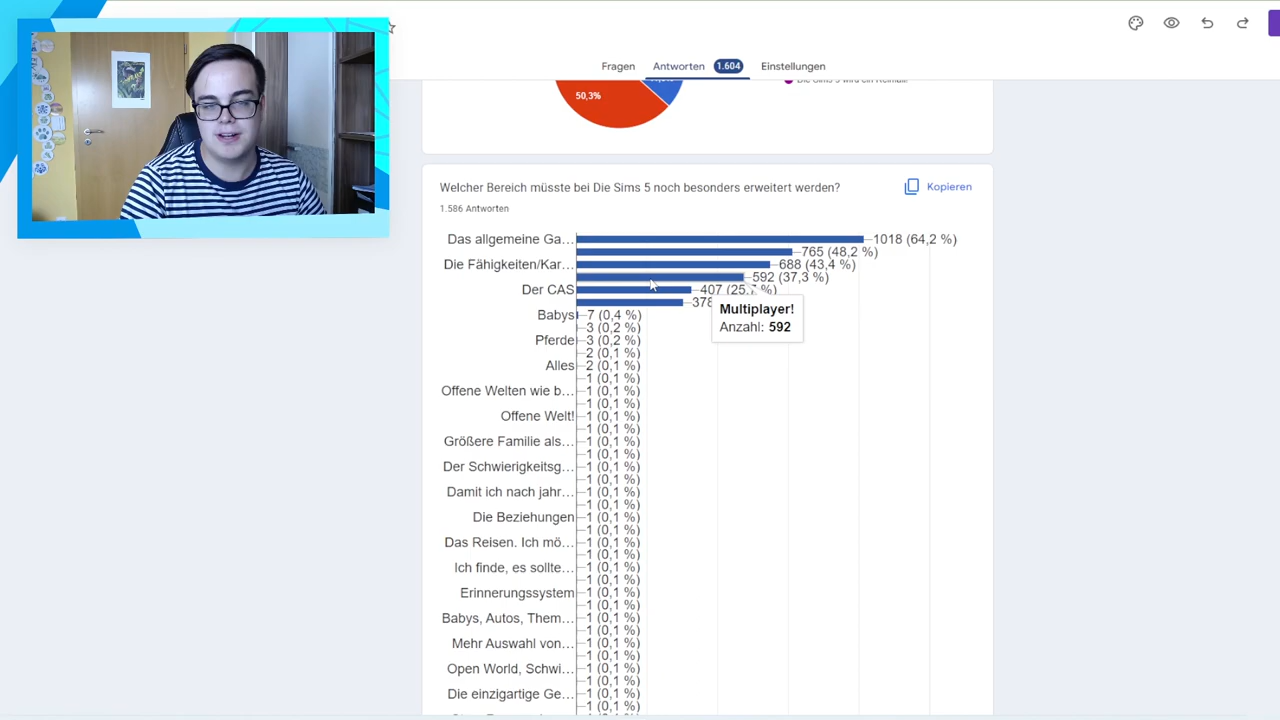 Fragen Antworten 1.604 Einstellungen
50,3%
Die Sims 5 wird ein Reinfall!
Welcher Bereich müsste bei Die Sims 5 noch besonders erweitert werden?
Kopieren
1.586 Antworten
Das allgemeine Ga… 1018 (64,2 %)
765 (48,2 %)
Die Fähigkeiten/Kar… 688 (43,4 %)
592 (37,3 %)
Der CAS 407 (25,7 %)
378
Multiplayer!
Anzahl: 592
Babys 7 (0,4 %)
3 (0,2 %)
Pferde 3 (0,2 %)
2 (0,1 %)
Alles 2 (0,1 %)
1 (0,1 %)
Offene Welten wie b… 1 (0,1 %)
1 (0,1 %)
Offene Welt! 1 (0,1 %)
1 (0,1 %)
Größere Familie als… 1 (0,1 %)
1 (0,1 %)
Der Schwierigkeitsg… 1 (0,1 %)
1 (0,1 %)
Damit ich nach jahr… 1 (0,1 %)
1 (0,1 %)
Die Beziehungen 1 (0,1 %)
1 (0,1 %)
Das Reisen. Ich mö… 1 (0,1 %)
1 (0,1 %)
Ich finde, es sollte… 1 (0,1 %)
1 (0,1 %)
Erinnerungssystem 1 (0,1 %)
1 (0,1 %)
Babys, Autos, Them… 1 (0,1 %)
1 (0,1 %)
Mehr Auswahl von… 1 (0,1 %)
1 (0,1 %)
Open World, Schwi… 1 (0,1 %)
1 (0,1 %)
Die einzigartige Ge… 1 (0,1 %)